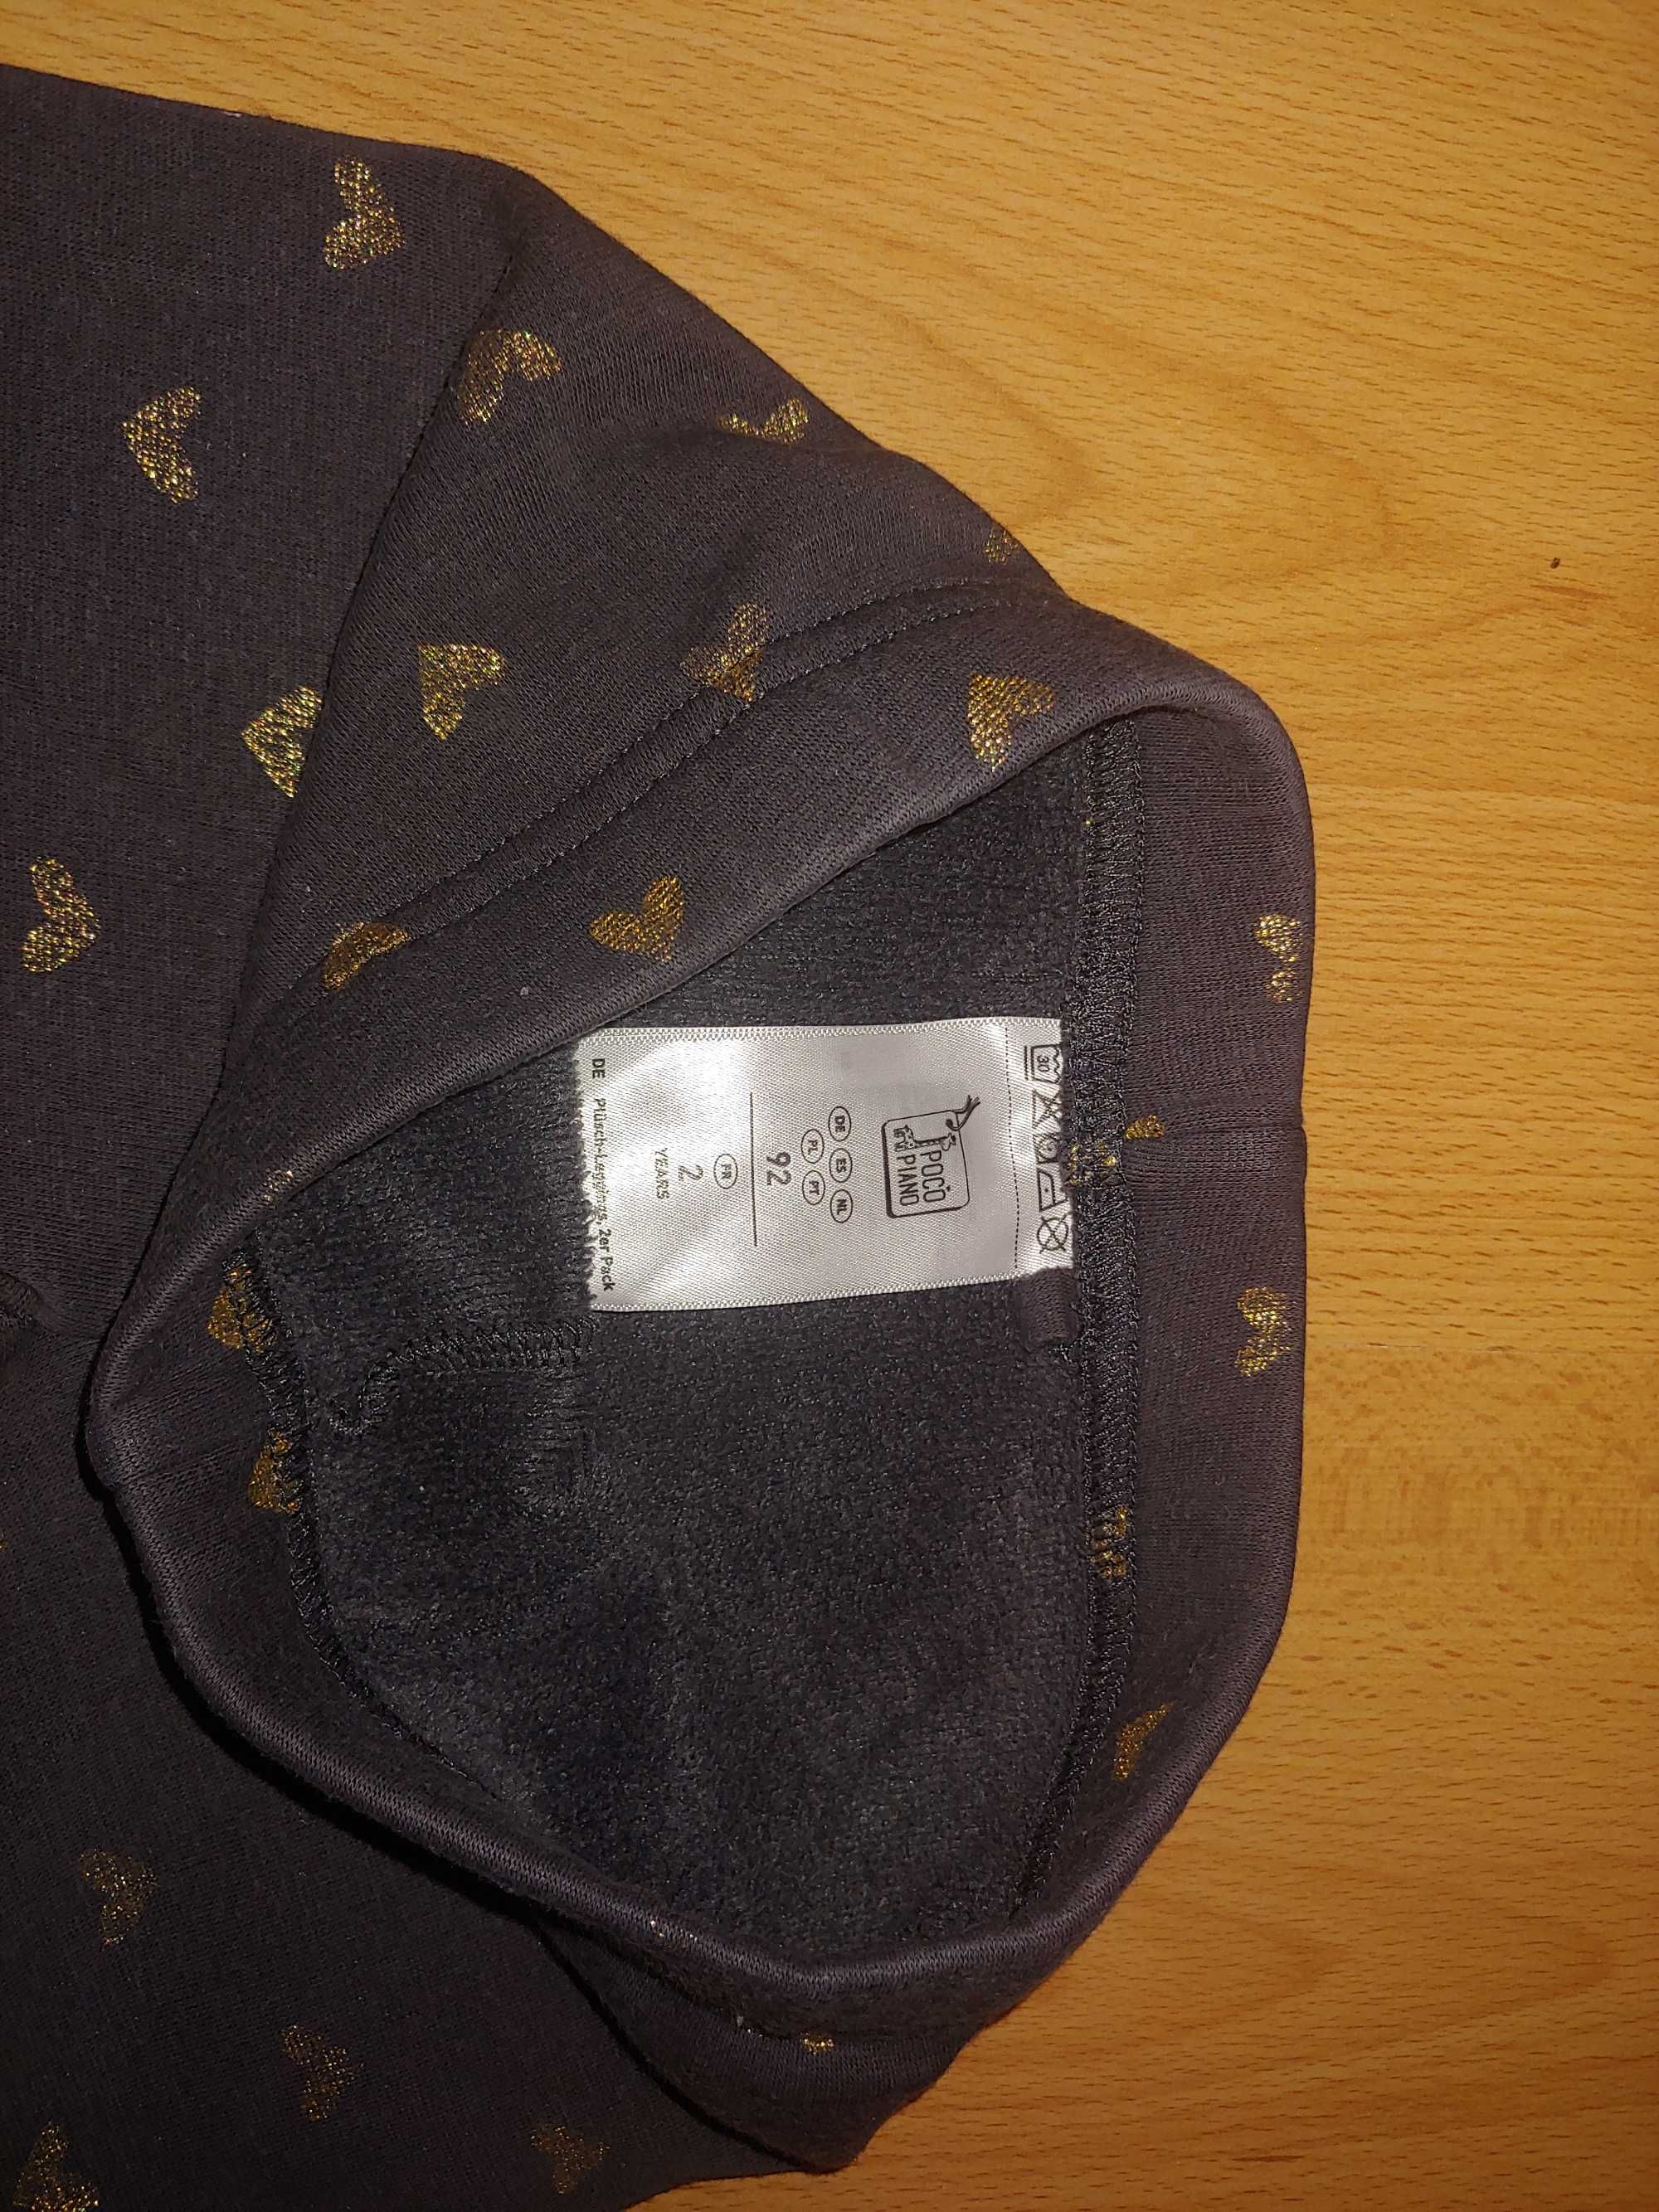 30
POCO
PIANO
DE ES NL
PL PT
92
FR
2
YEARS
DE Plüsch-Leggings, 2er Pack